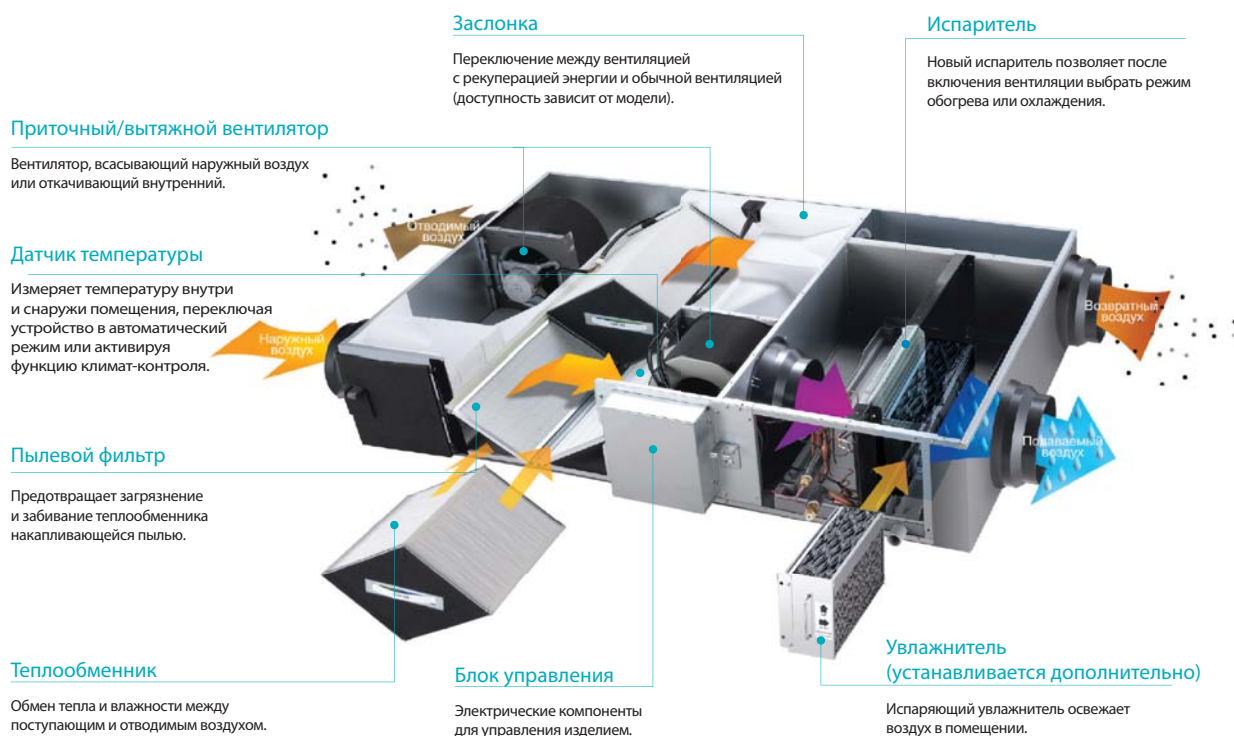 Заслонка
Переключение между вентиляцией
с рекуперацией энергии и обычной вентиляцией
(доступность зависит от модели).
Испаритель
Новый испаритель позволяет после
включения вентиляции выбрать режим
обогрева или охлаждения.
Приточный/вытяжной вентилятор
Вентилятор, всасывающий наружный воздух
или откачивающий внутренний.
Отводимый
воздух
Датчик температуры
Измеряет температуру внутри
и снаружи помещения, переключая
устройство в автоматический
режим или активируя
функцию климат-контроля.
Наружный
воздух
Возвратный
воздух
Подаваемый
воздух
Пылевой фильтр
Предотвращает загрязнение
и забивание теплообменника
накапливающейся пылью.
Теплообменник
Обмен тепла и влажности между
поступающим и отводимым воздухом.
Блок управления
Электрические компоненты
для управления изделием.
Увлажнитель
(устанавливается дополнительно)
Испаряющий увлажнитель освежает
воздух в помещении.